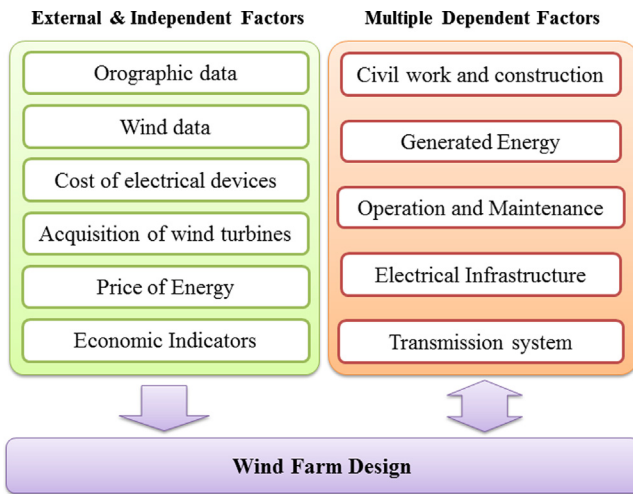 External & Independent Factors
Orographic data
Wind data
Cost of electrical devices
Acquisition of wind turbines
Price of Energy
Economic Indicators
Multiple Dependent Factors
Civil work and construction
Generated Energy
Operation and Maintenance
Electrical Infrastructure
Transmission system
Wind Farm Design